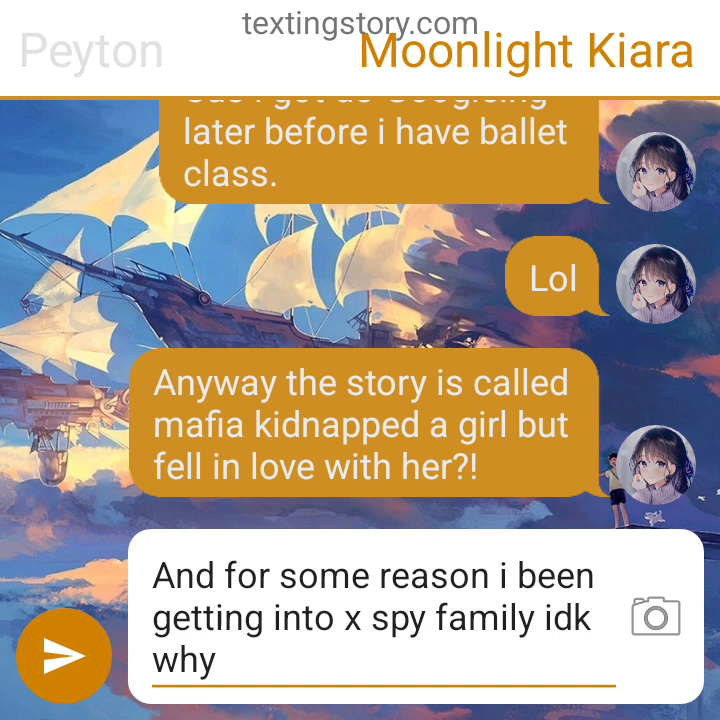 textingstory.com
Peyton
Moonlight Kiara
later before i have ballet
class.
Lol
Anyway the story is called
mafia kidnapped a girl but
fell in love with her?!
And for some reason i been
getting into x spy family idk
why